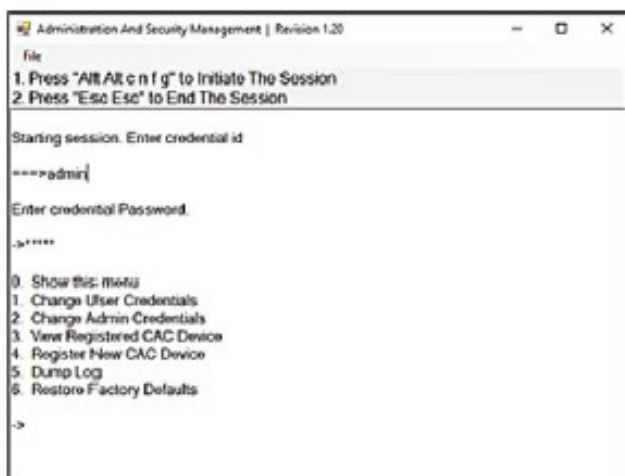 Administration And Security Management | Revision 1.20
File
1. Press "Alt Alt c n f g" to Initiate The Session
2. Press "Esc Esc" to End The Session
Starting session. Enter credential id
===>admin
Enter credential Password.
->*****
0. Show this menu
1. Change User Credentials
2. Change Admin Credentials
3. View Registered CAC Device
4. Register New CAC Device
5. Dump Log
6. Restore Factory Defaults
->